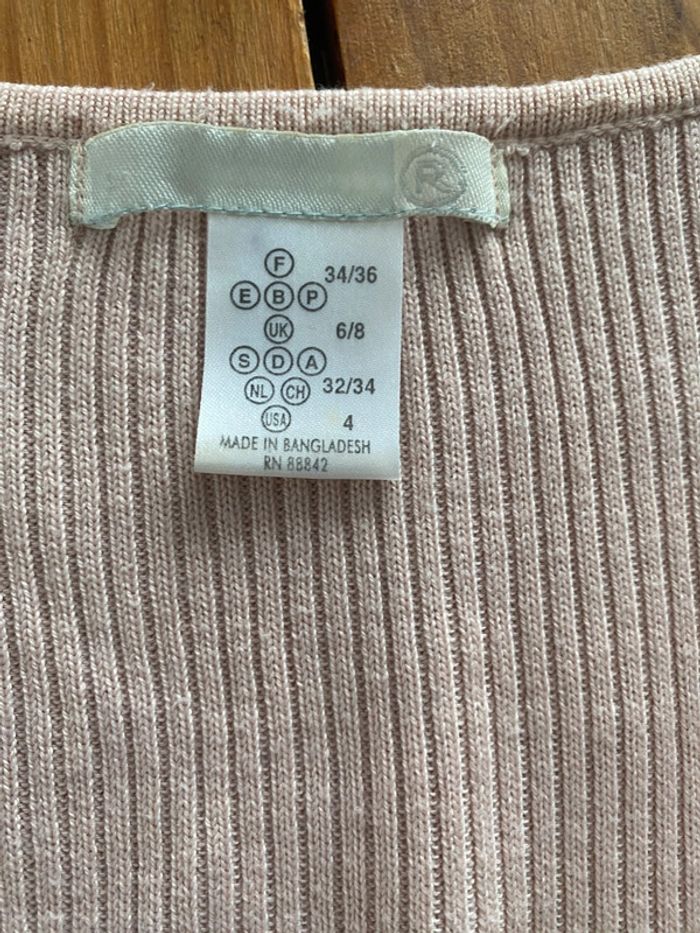 R
F 34/36
E B P
UK 6/8
S D A
NL CH 32/34
USA 4
MADE IN BANGLADESH
RN 88842